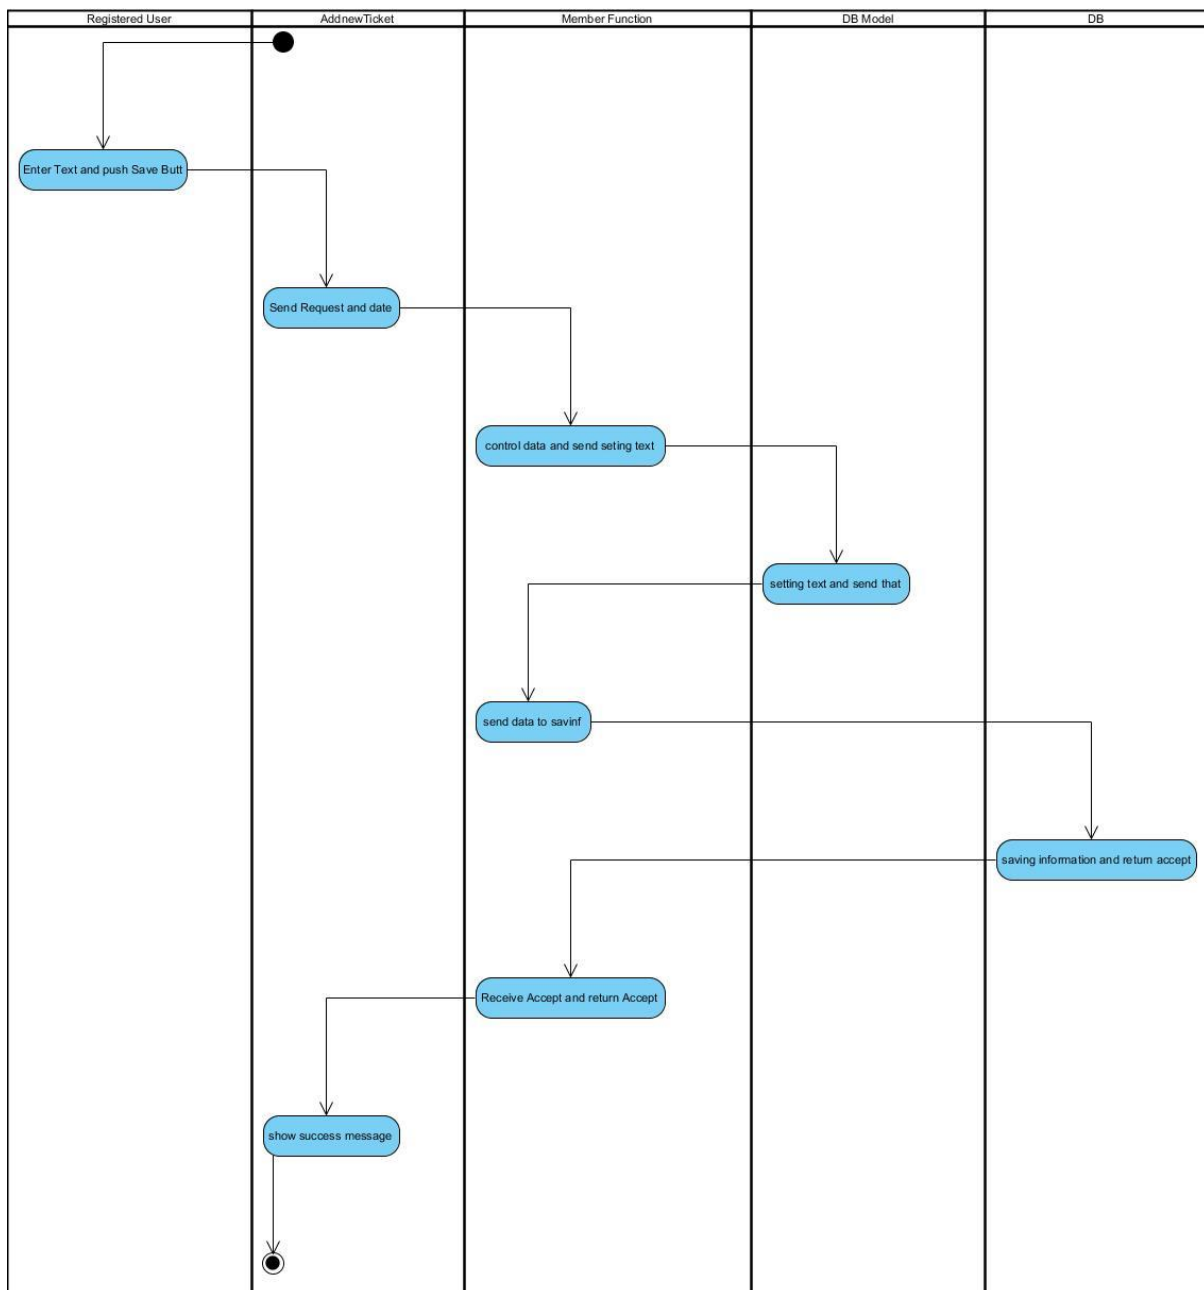 Registered User
AddnewTicket
Member Function
DB Model
DB
Enter Text and push Save Butt
Send Request and date
control data and send seting text
setting text and send that
send data to savinf
saving information and return accept
Receive Accept and return Accept
show success message